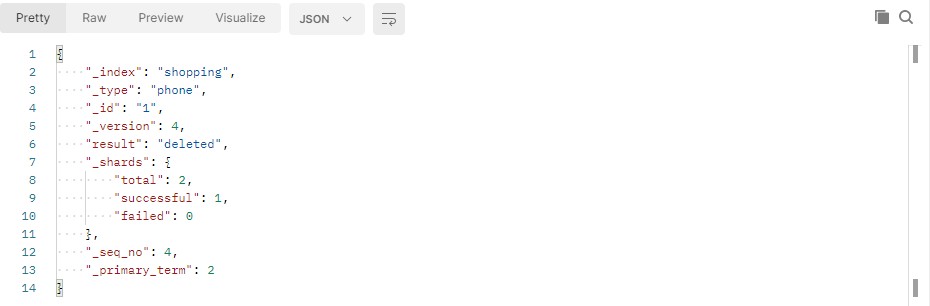 Pretty Raw Preview Visualize JSON
1 {
2 "_index": "shopping",
3 "_type": "phone",
4 "_id": "1",
5 "_version": 4,
6 "result": "deleted",
7 "_shards": {
8 "total": 2,
9 "successful": 1,
10 "failed": 0
11 },
12 "_seq_no": 4,
13 "_primary_term": 2
14 }